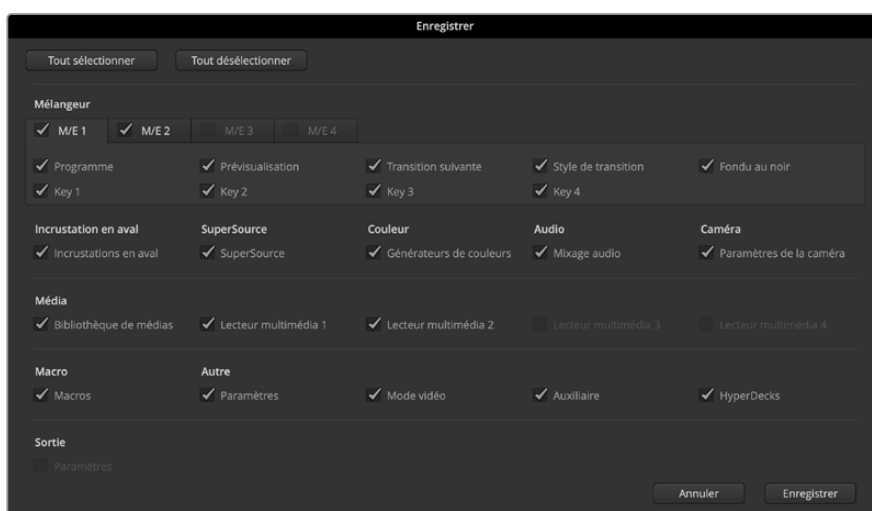 Enregistrer
Tout sélectionner Tout désélectionner
Mélangeur
M/E 1 M/E 2 M/E 3 M/E 4
Programme Prévisualisation Transition suivante Style de transition Fondu au noir
Key 1 Key 2 Key 3 Key 4
Incrustation en aval SuperSource Couleur Audio Caméra
Incrustations en aval SuperSource Générateurs de couleurs Mixage audio Paramètres de la caméra
Média
Bibliothèque de médias Lecteur multimédia 1 Lecteur multimédia 2 Lecteur multimédia 3 Lecteur multimédia 4
Macro Autre
Macros Paramètres Mode vidéo Auxiliaire HyperDecks
Sortie
Paramètres
Annuler Enregistrer